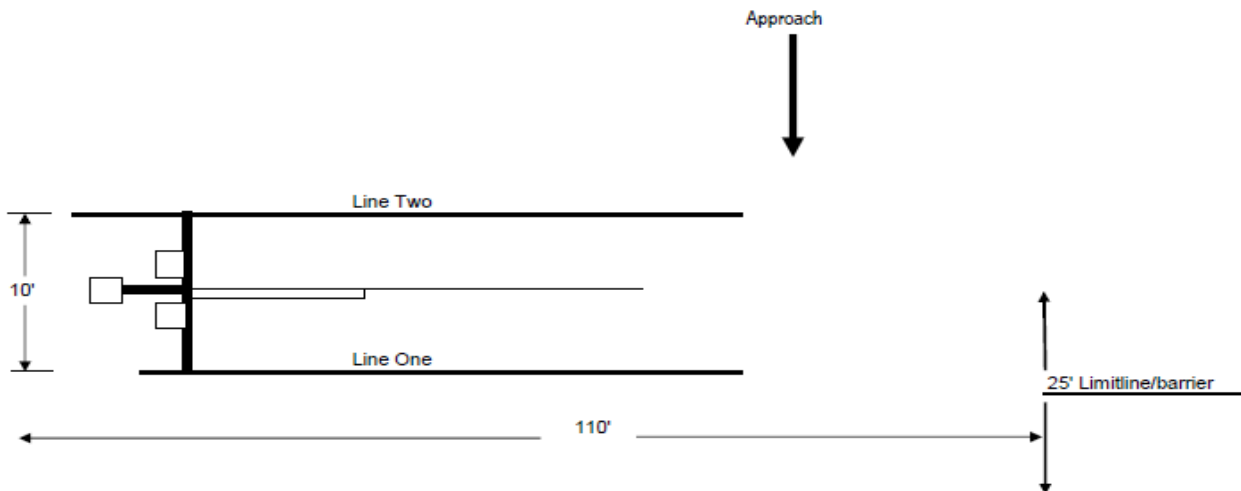 Approach
Line Two
10'
Line One
25' Limitline/barrier
110'